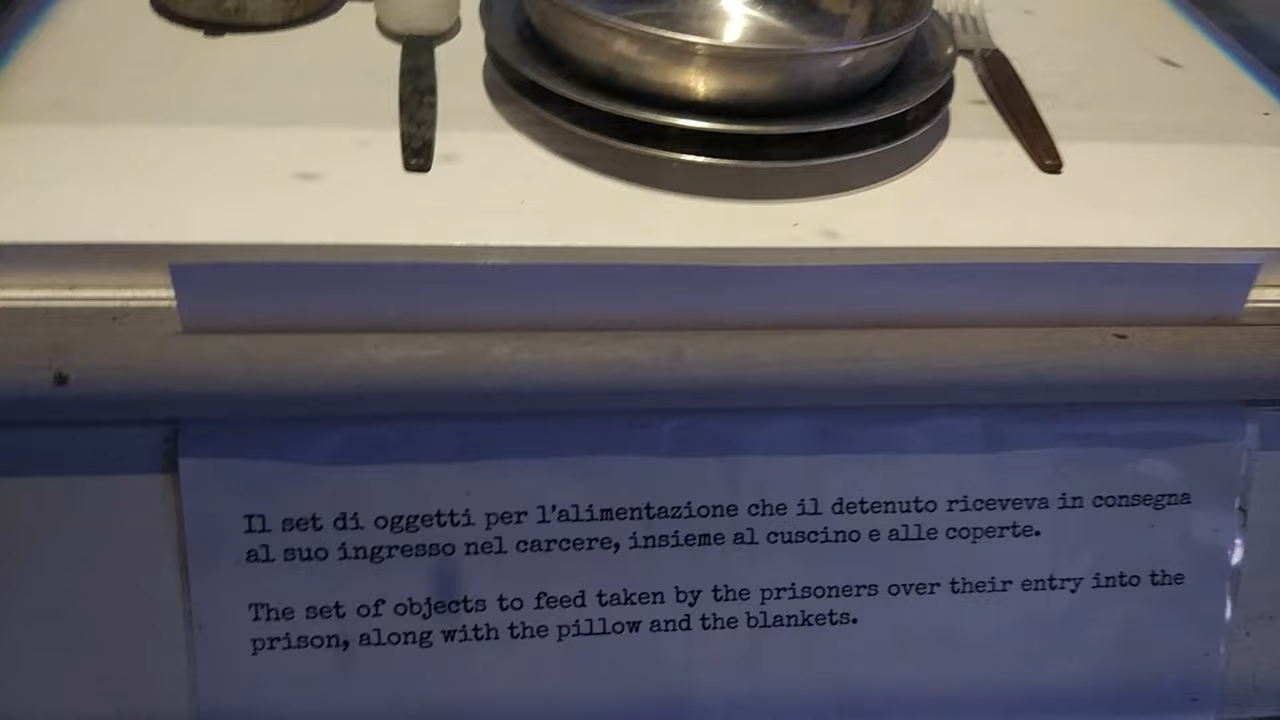 Il set di oggetti per l'alimentazione che il detenuto riceveva in consegna
al suo ingresso nel carcere, insieme al cuscino e alle coperte.
The set of objects to feed taken by the prisoners over their entry into the
prison, along with the pillow and the blankets.